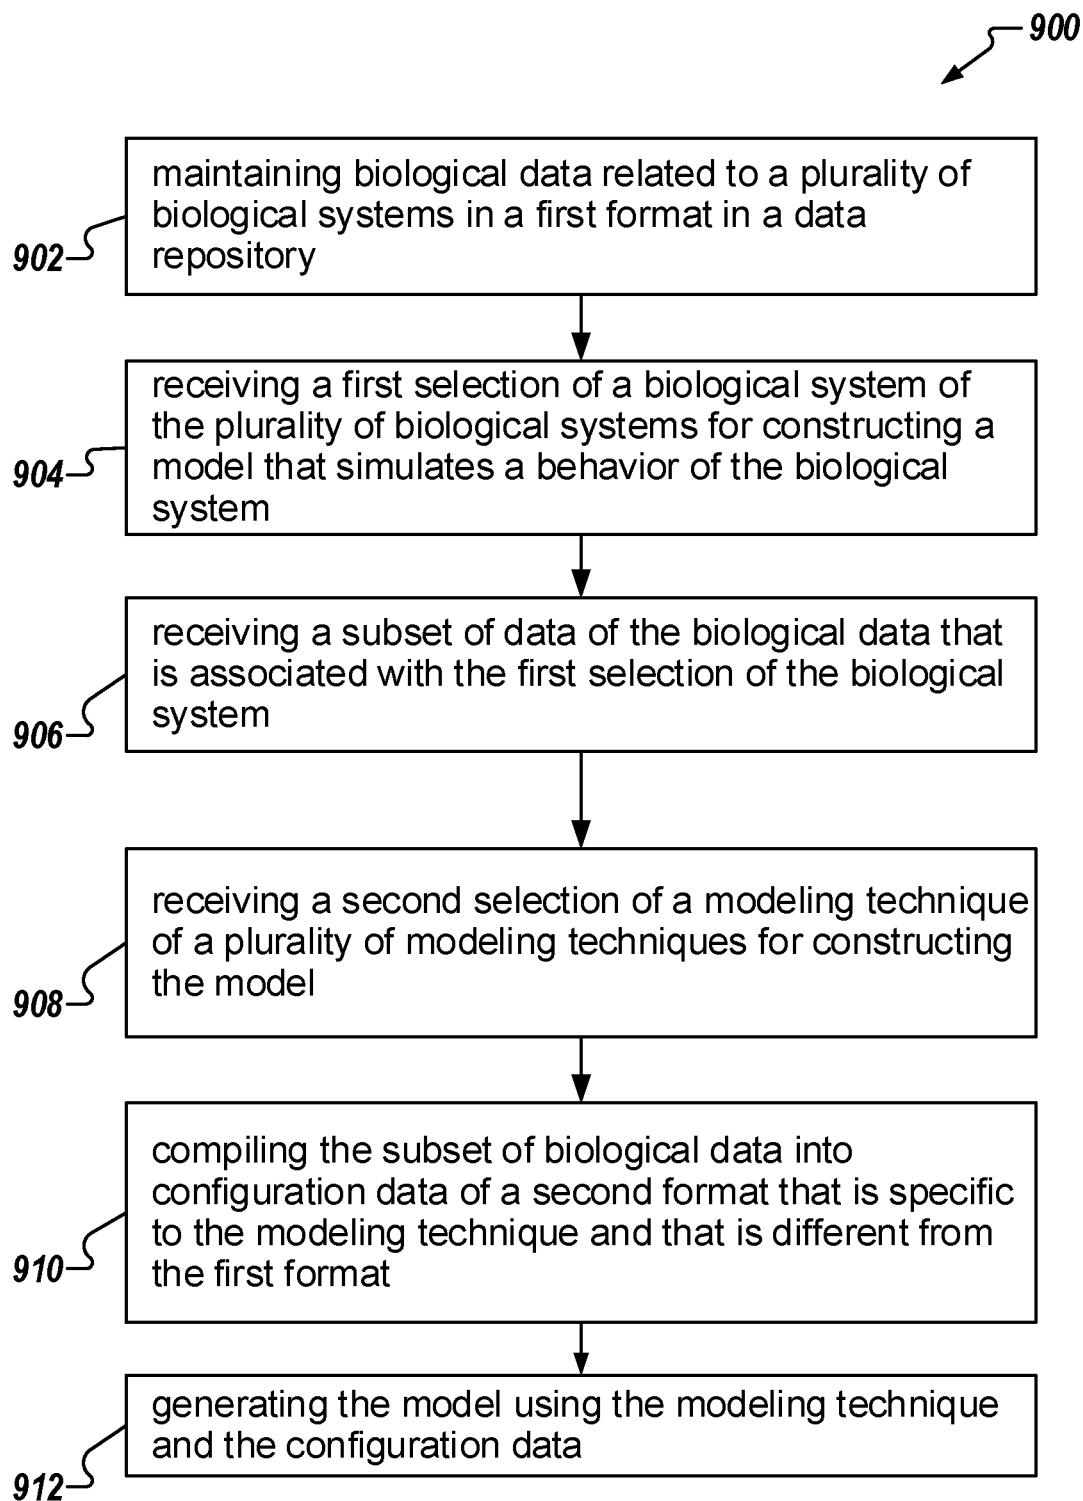 900
maintaining biological data related to a plurality of
biological systems in a first format in a data
repository
902
receiving a first selection of a biological system of
the plurality of biological systems for constructing a
model that simulates a behavior of the biological
system
904
receiving a subset of data of the biological data that
is associated with the first selection of the biological
system
906
receiving a second selection of a modeling technique
of a plurality of modeling techniques for constructing
the model
908
compiling the subset of biological data into
configuration data of a second format that is specific
to the modeling technique and that is different from
the first format
910
generating the model using the modeling technique
and the configuration data
912